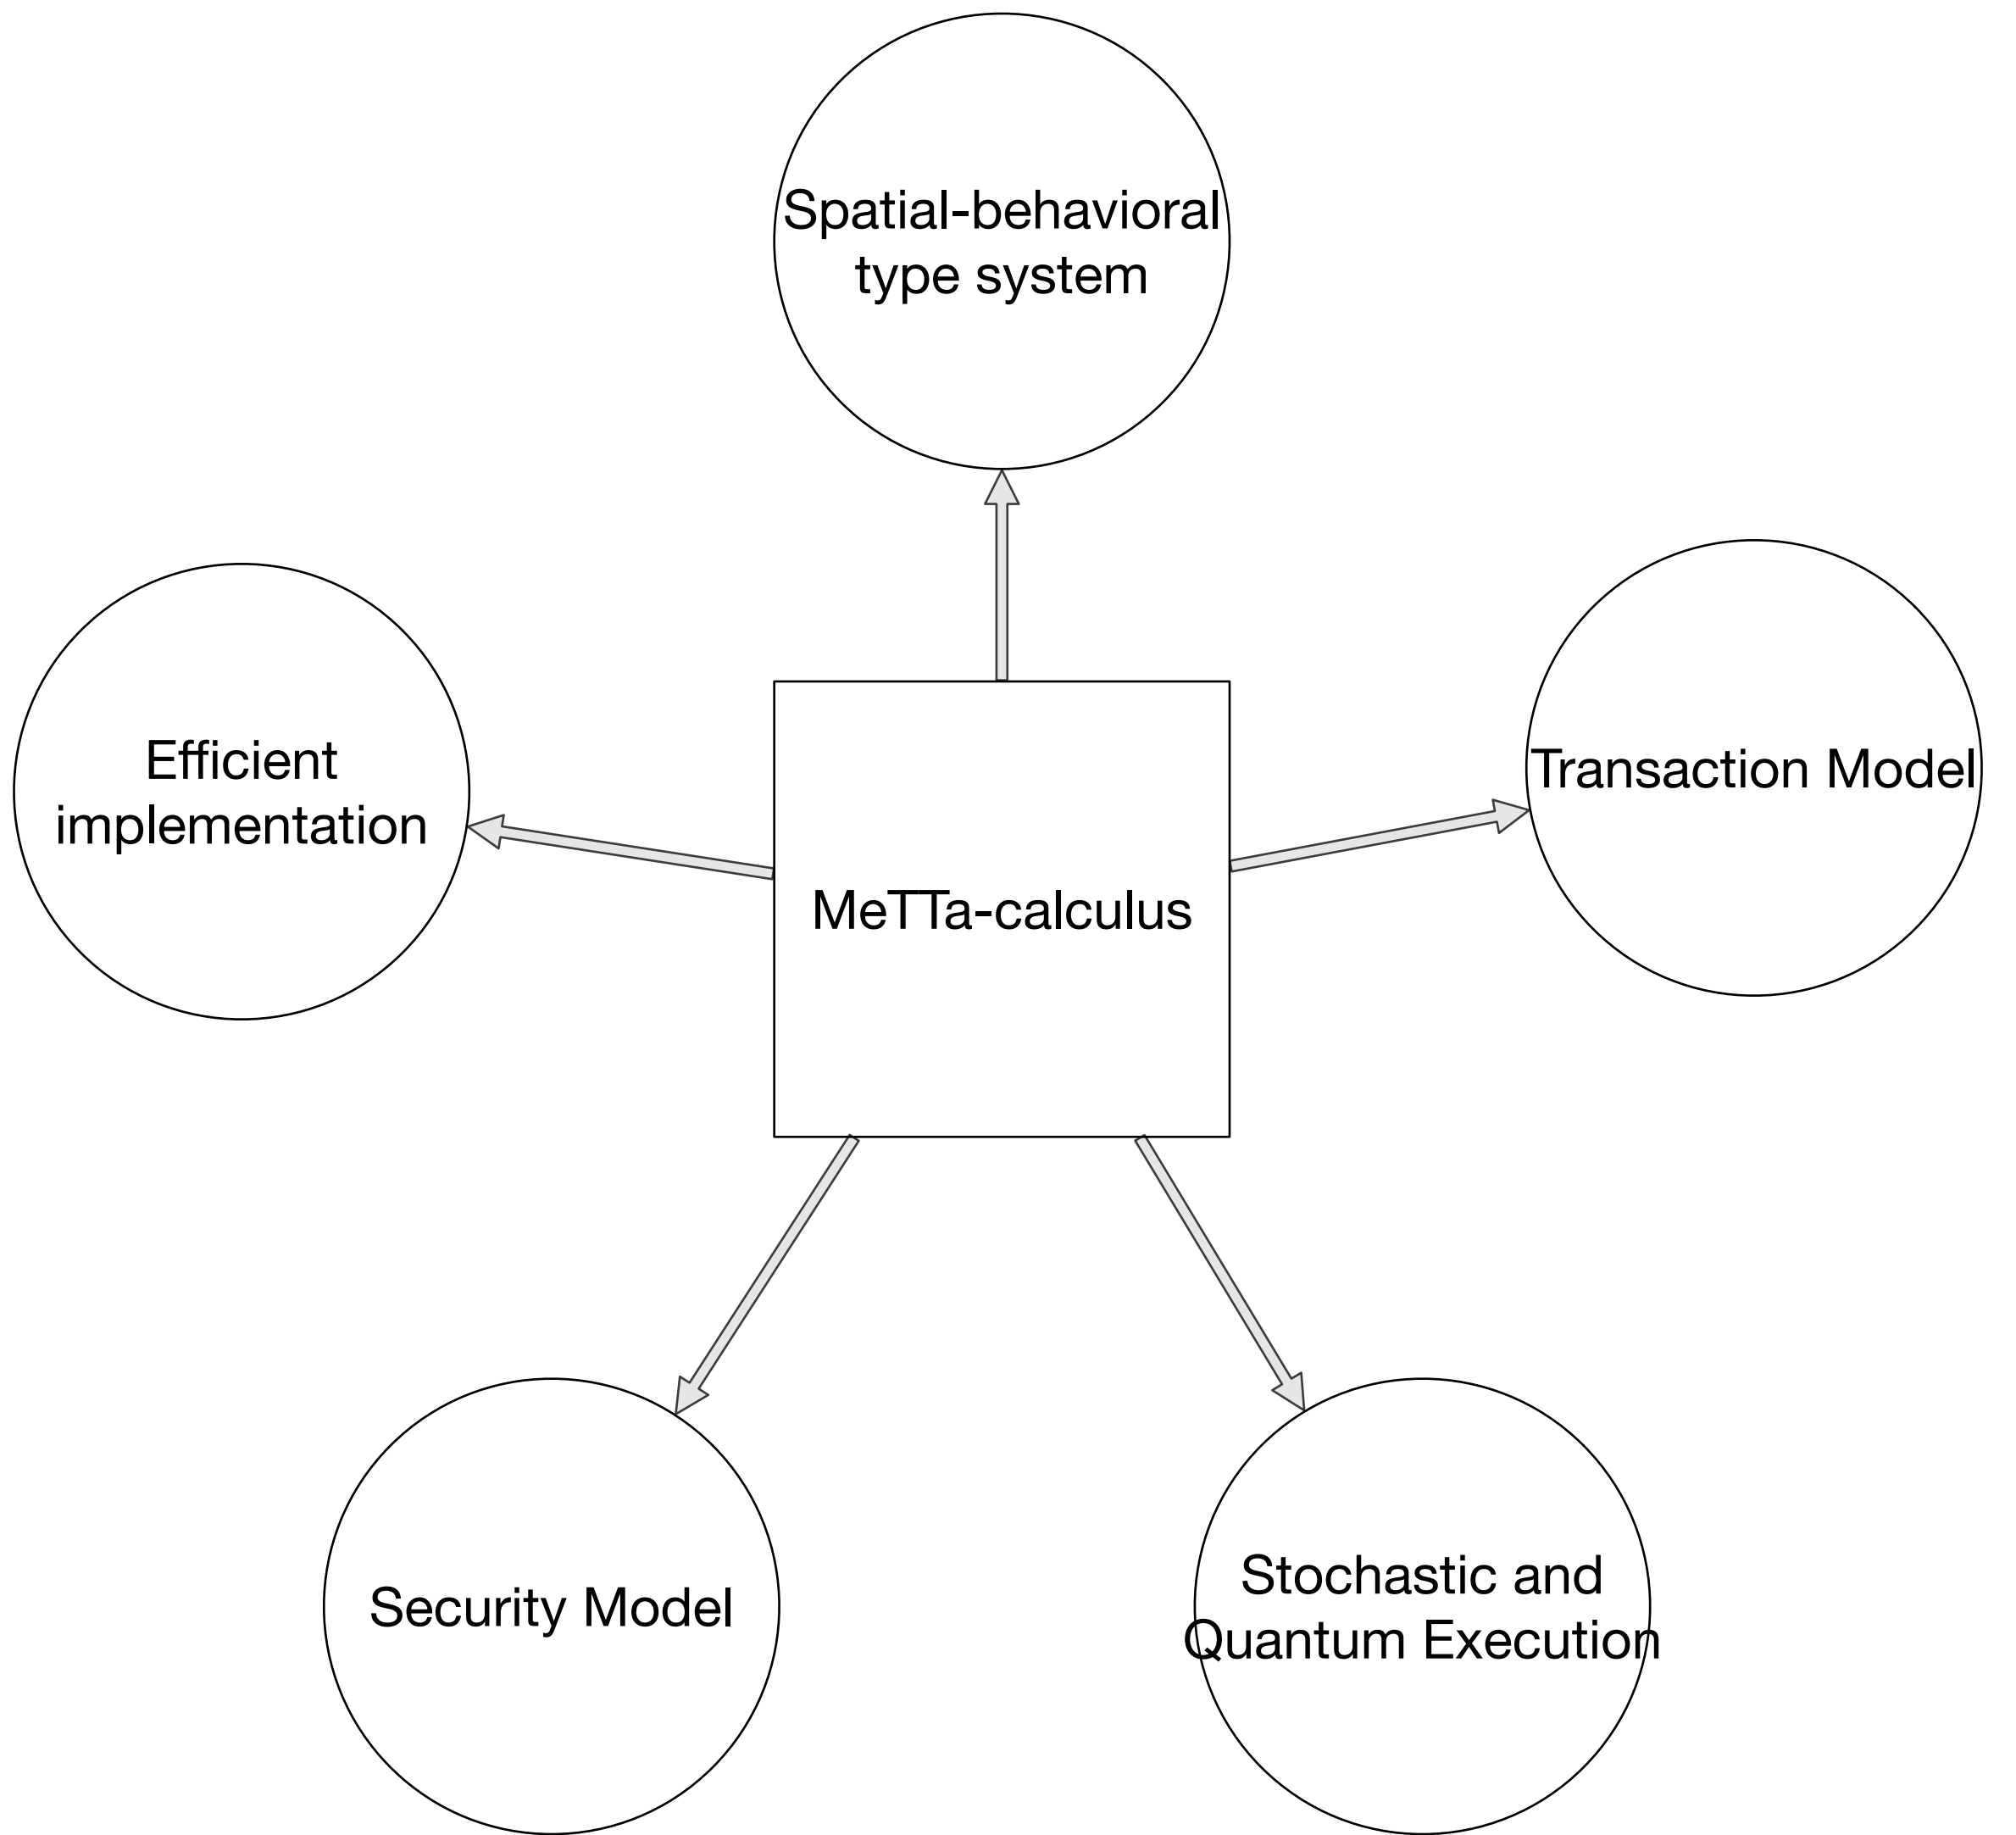 Spatial-behavioral
type system
Efficient
implementation
Transaction Model
MeTTa-calculus
Security Model
Stochastic and
Quantum Execution